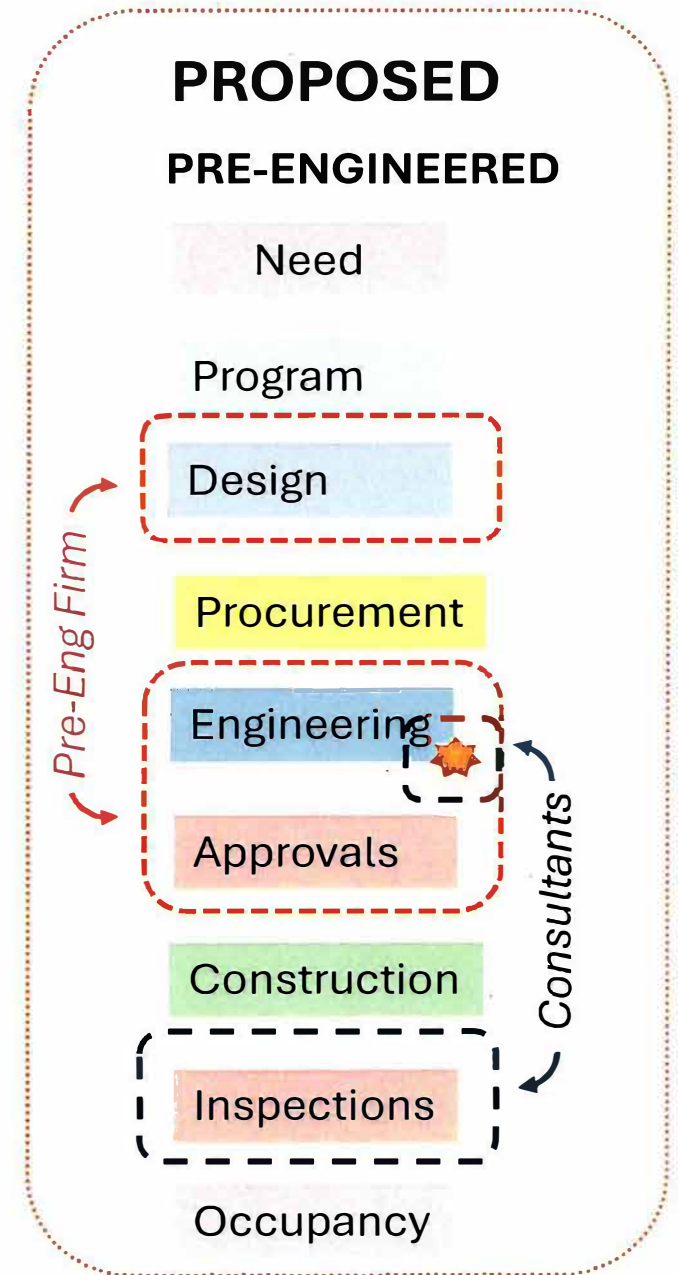 PROPOSED
PRE-ENGINEERED
Need
Program
Design
Pre-Eng Firm
Procurement
Engineering
Approvals
Consultants
Construction
Inspections
Occupancy